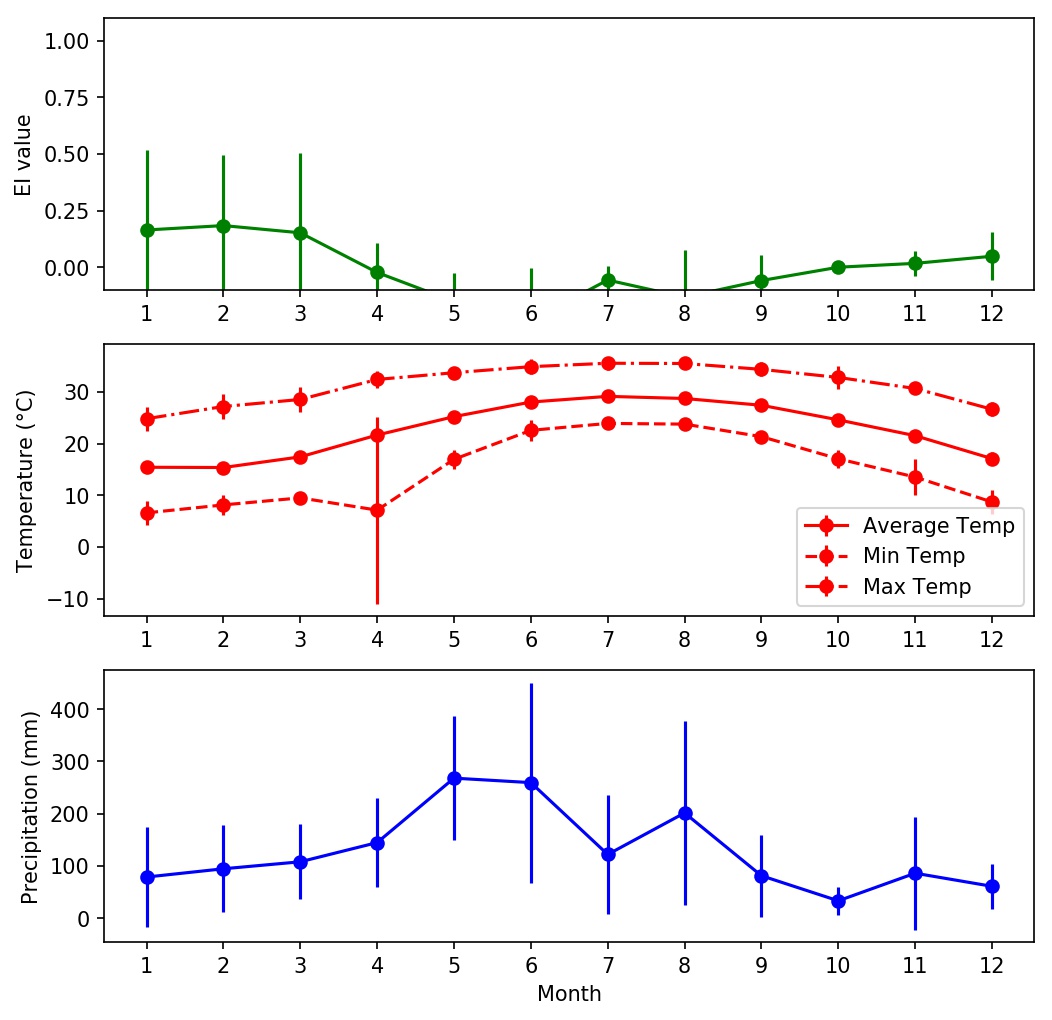 1.00
0.75
0.50
0.25
0.00
EI value
1 2 3 4 5 6 7 8 9 10 11 12
30
20
10
0
−10
Temperature (°C)
Average Temp
Min Temp
Max Temp
1 2 3 4 5 6 7 8 9 10 11 12
400
300
200
100
0
Precipitation (mm)
1 2 3 4 5 6 7 8 9 10 11 12
Month